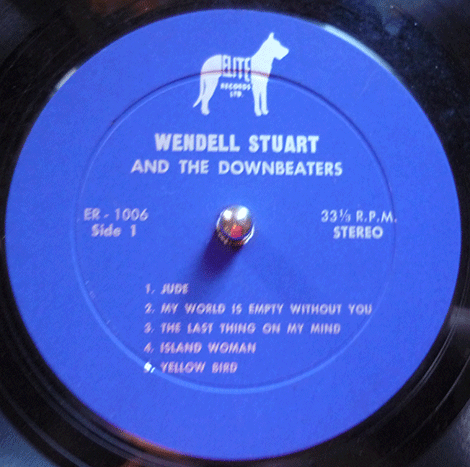 ELITE
RECORDS
LTD.
WENDELL STUART
AND THE DOWNBEATERS
ER - 1006
Side 1
33⅓ R.P.M.
STEREO
1. JUDE
2. MY WORLD IS EMPTY WITHOUT YOU
3. THE LAST THING ON MY MIND
4. ISLAND WOMAN
5. YELLOW BIRD